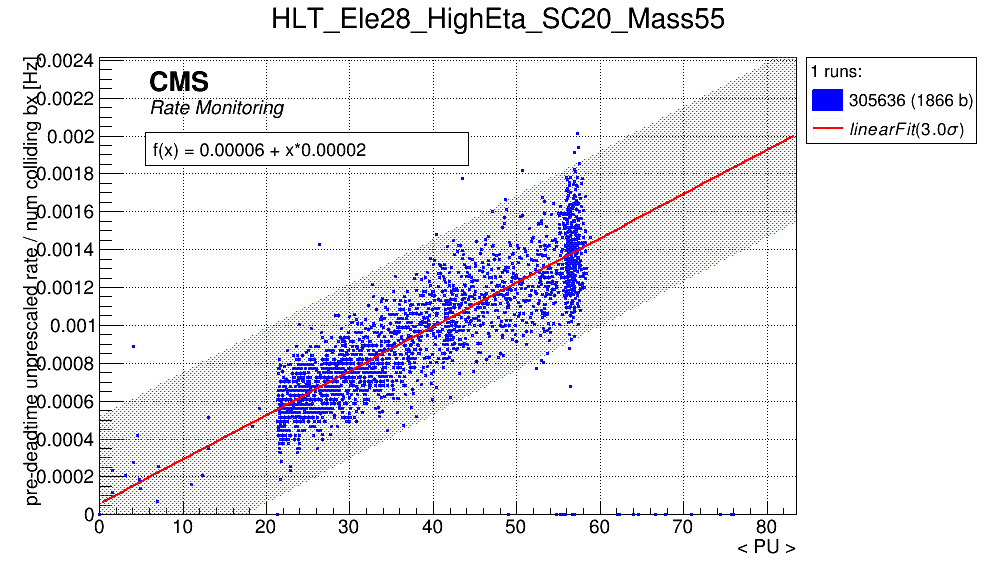 HLT_Ele28_HighEta_SC20_Mass55
pre-deadtime unprescaled rate / num colliding bx [Hz]
0.0024
0.0022
0.002
0.0018
0.0016
0.0014
0.0012
0.001
0.0008
0.0006
0.0004
0.0002
0
CMS
Rate Monitoring
f(x) = 0.00006 + x*0.00002
1 runs:
305636 (1866 b)
linearFit(3.0σ)
0 10 20 30 40 50 60 70 80
< PU >